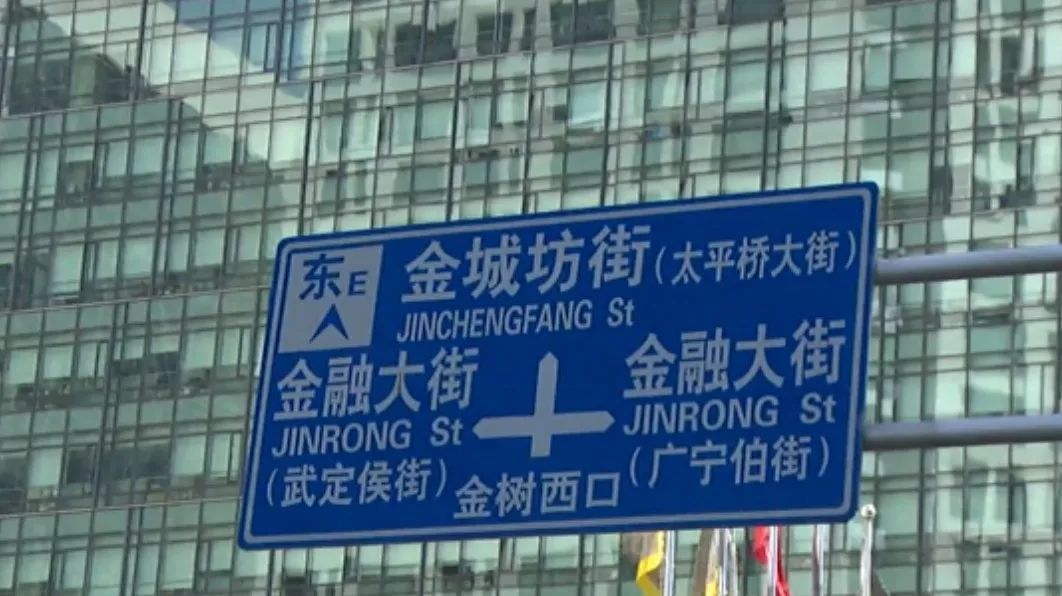 东E
金城坊街(太平桥大街)
JINCHENGFANG St
金融大街
JINRONG St
(武定侯街)
金融大街
JINRONG St
(广宁伯街)
金树西口